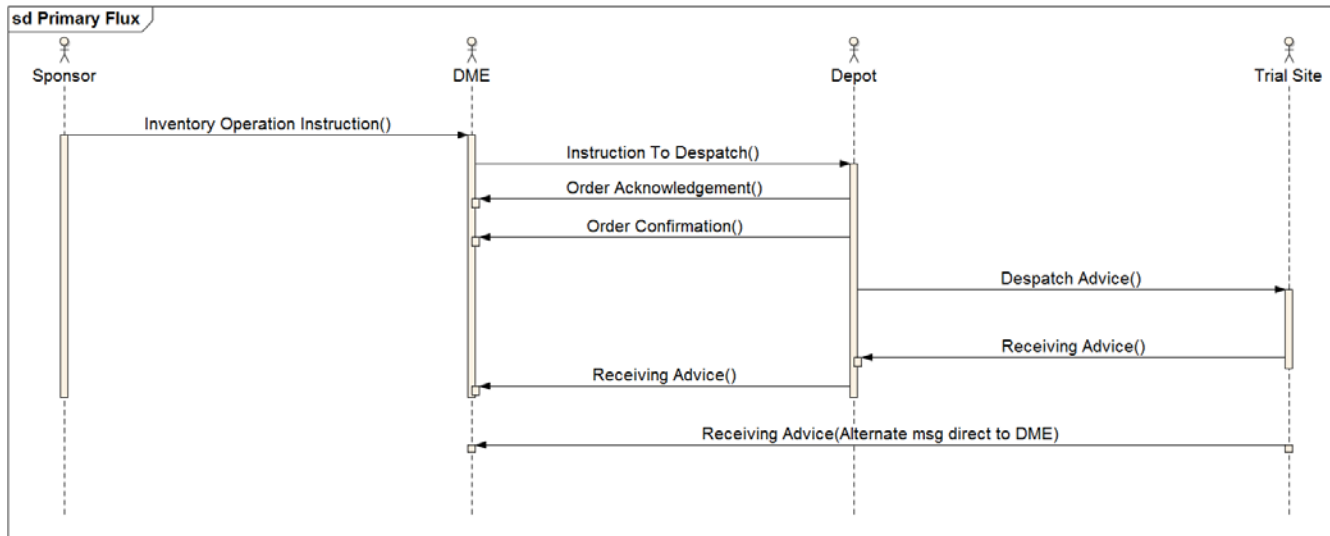 sd Primary Flux
Sponsor
DME
Depot
Trial Site
Inventory Operation Instruction()
Instruction To Despatch()
Order Acknowledgement()
Order Confirmation()
Despatch Advice()
Receiving Advice()
Receiving Advice()
Receiving Advice(Alternate msg direct to DME)